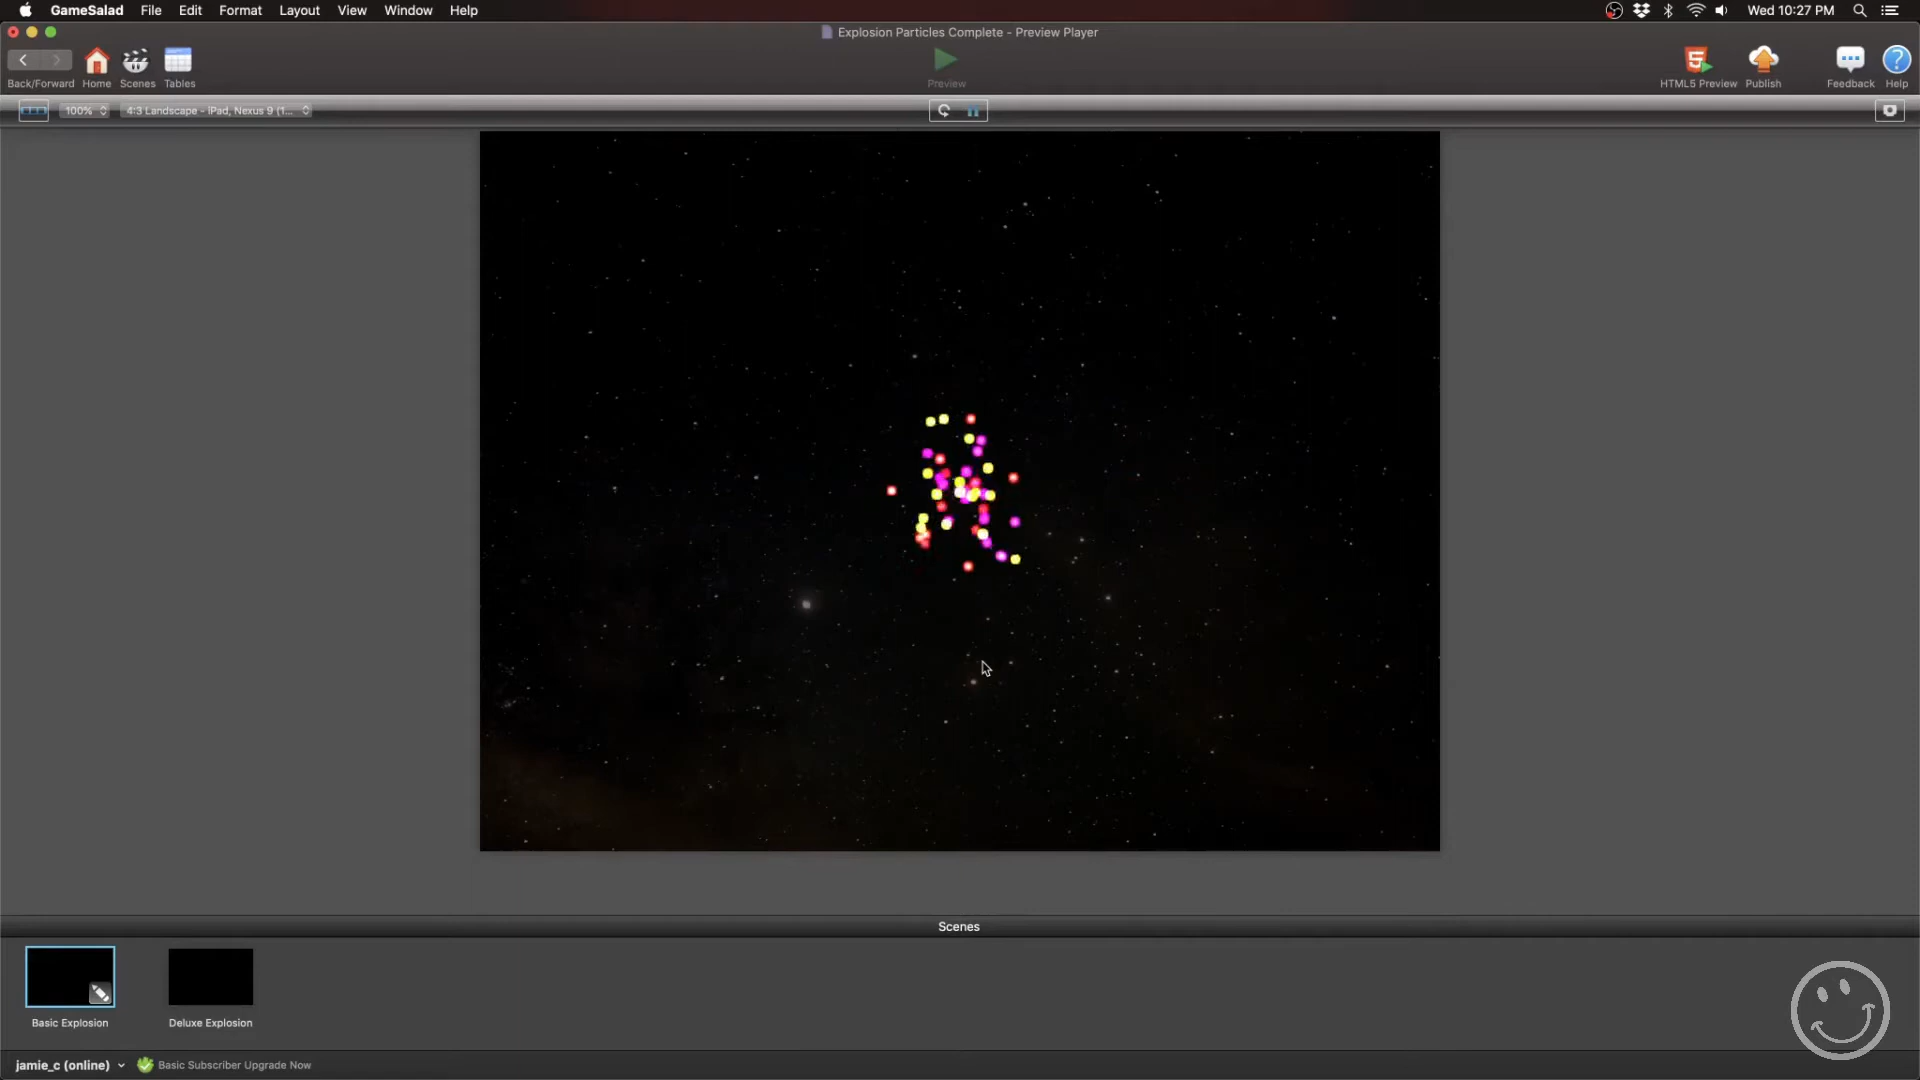 GameSalad File Edit Format Layout View Window Help
Wed 10:27 PM
Explosion Particles Complete - Preview Player
Back/Forward Home Scenes Tables
Preview
HTML5 Preview Publish Feedback Help
100%
4:3 Landscape - iPad, Nexus 9 (1...
Scenes
Basic Explosion
Deluxe Explosion
jamie_c (online)
Basic Subscriber Upgrade Now